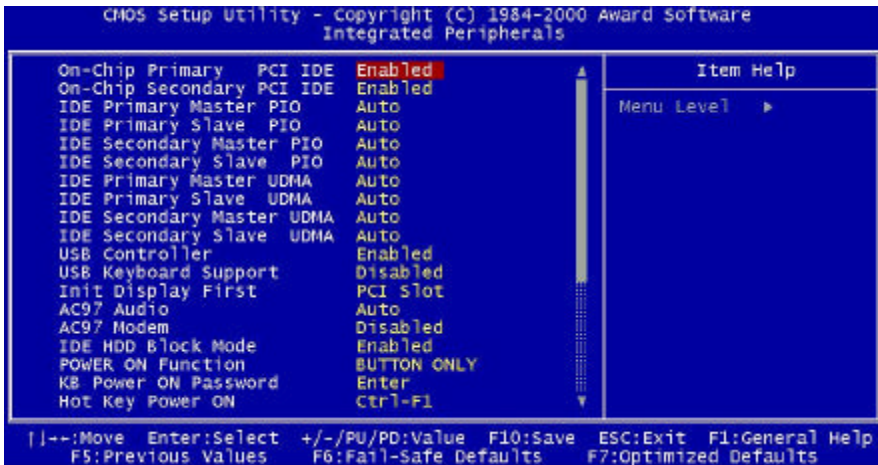 CMOS Setup Utility - Copyright (C) 1984-2000 Award Software
Integrated Peripherals
On-Chip Primary PCI IDE Enabled
On-Chip Secondary PCI IDE Enabled
IDE Primary Master PIO Auto
IDE Primary Slave PIO Auto
IDE Secondary Master PIO Auto
IDE Secondary Slave PIO Auto
IDE Primary Master UDMA Auto
IDE Primary Slave UDMA Auto
IDE Secondary Master UDMA Auto
IDE Secondary Slave UDMA Auto
USB Controller Enabled
USB Keyboard Support Disabled
Init Display First PCI Slot
AC97 Audio Auto
AC97 Modem Disabled
IDE HDD Block Mode Enabled
POWER ON Function BUTTON ONLY
KB Power ON Password Enter
Hot Key Power ON Ctrl-F1
Item Help
Menu Level ▶
↑↓→←:Move Enter:Select +/-/PU/PD:Value F10:Save ESC:Exit F1:General Help
F5:Previous Values F6:Fail-Safe Defaults F7:Optimized Defaults